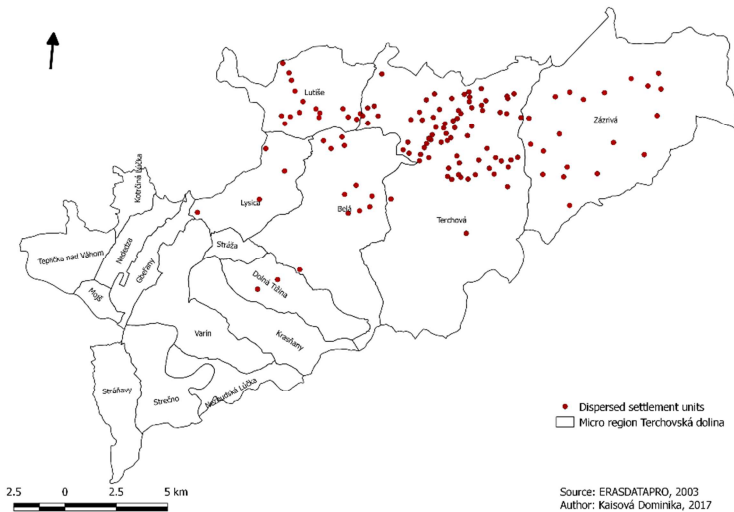 Lutiše
Zázrivá
Kotrčiná Lúčka
Lysica
Belá
Terchová
Nededza
Teplička nad Váhom
Gbeľany
Stráža
Dolná Tižina
Mojš
Varín
Krasňany
Stráňavy
Strečno
Nezbudská Lúčka
Dispersed settlement units
Micro region Terchovská dolina
2.5 0 2.5 5 km
Source: ERASDATAPRO, 2003
Author: Kaisová Dominika, 2017